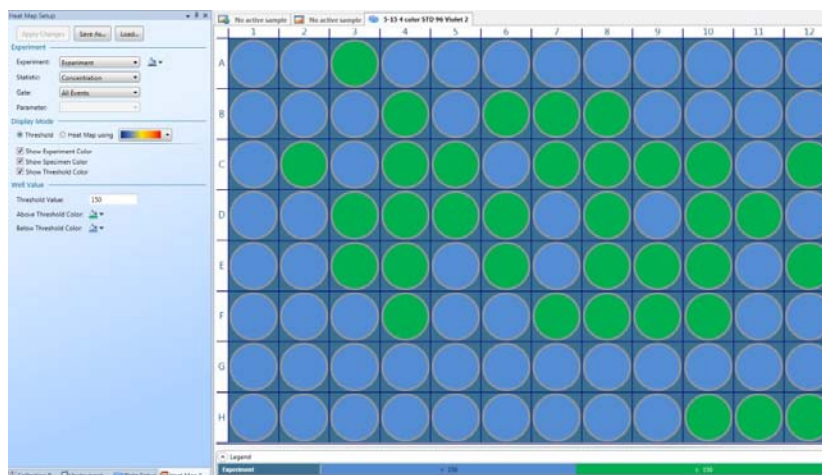 Heat Map Setup
No active sample No active sample 5-13 4 color STD-96 Violet 2
Apply Changes Save As... Load...
Experiment
Experiment: Experiment
Statistic: Concentration
Gate: All Events
Parameter:
Display Mode
Threshold Heat Map using
Show Experiment Color
Show Specimen Color
Show Threshold Color
Well Value
Threshold Value: 150
Above Threshold Color:
Below Threshold Color:
1 2 3 4 5 6 7 8 9 10 11 12
A
B
C
D
E
F
G
H
Legend
Experiment 150 150